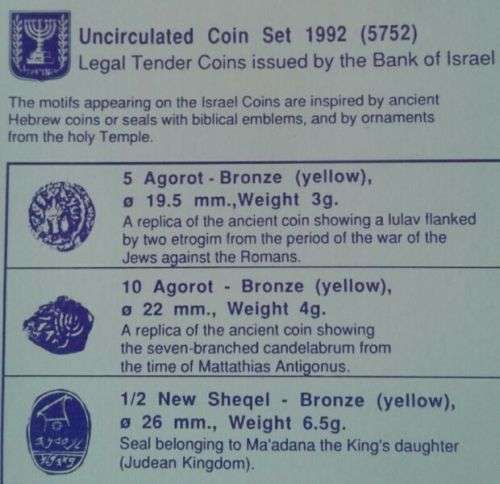 Uncirculated Coin Set 1992 (5752)
Legal Tender Coins issued by the Bank of Israel
The motifs appearing on the Israel Coins are inspired by ancient
Hebrew coins or seals with biblical emblems, and by ornaments
from the holy Temple.
5 Agorot - Bronze (yellow),
ø 19.5 mm.,Weight 3g.
A replica of the ancient coin showing a lulav flanked
by two etrogim from the period of the war of the
Jews against the Romans.
10 Agorot - Bronze (yellow),
ø 22 mm., Weight 4g.
A replica of the ancient coin showing
the seven-branched candelabrum from
the time of Mattathias Antigonus.
1/2 New Sheqel - Bronze (yellow),
ø 26 mm., Weight 6.5g.
Seal belonging to Ma'adana the King's daughter
(Judean Kingdom).